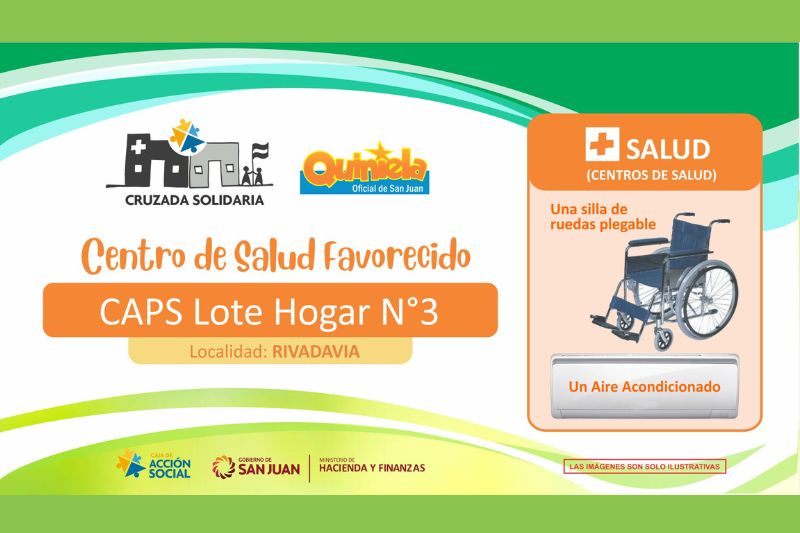 CRUZADA SOLIDARIA
Quiniela
Oficial de San Juan
Centro de Salud Favorecido
CAPS Lote Hogar N°3
Localidad: RIVADAVIA
SALUD
(CENTROS DE SALUD)
Una silla de
ruedas plegable
Un Aire Acondicionado
CAJA DE
ACCIÓN
SOCIAL
GOBIERNO DE
SAN JUAN
MINISTERIO DE
HACIENDA Y FINANZAS
LAS IMÁGENES SON SOLO ILUSTRATIVAS